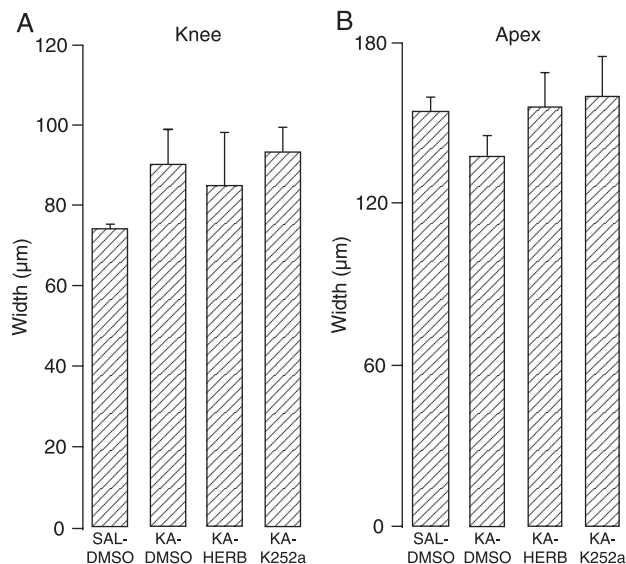 A
Knee
120
100
80
60
40
20
0
Width (µm)
SAL-
DMSO
KA-
DMSO
KA-
HERB
KA-
K252a
B
Apex
180
120
60
0
Width (µm)
SAL-
DMSO
KA-
DMSO
KA-
HERB
KA-
K252a